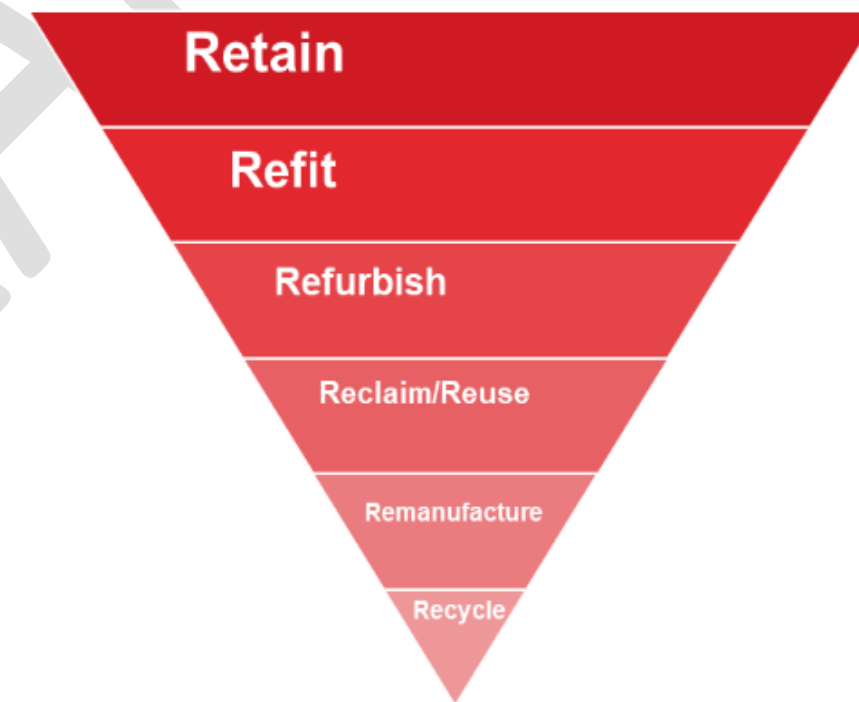 Retain
Refit
Refurbish
Reclaim/Reuse
Remanufacture
Recycle